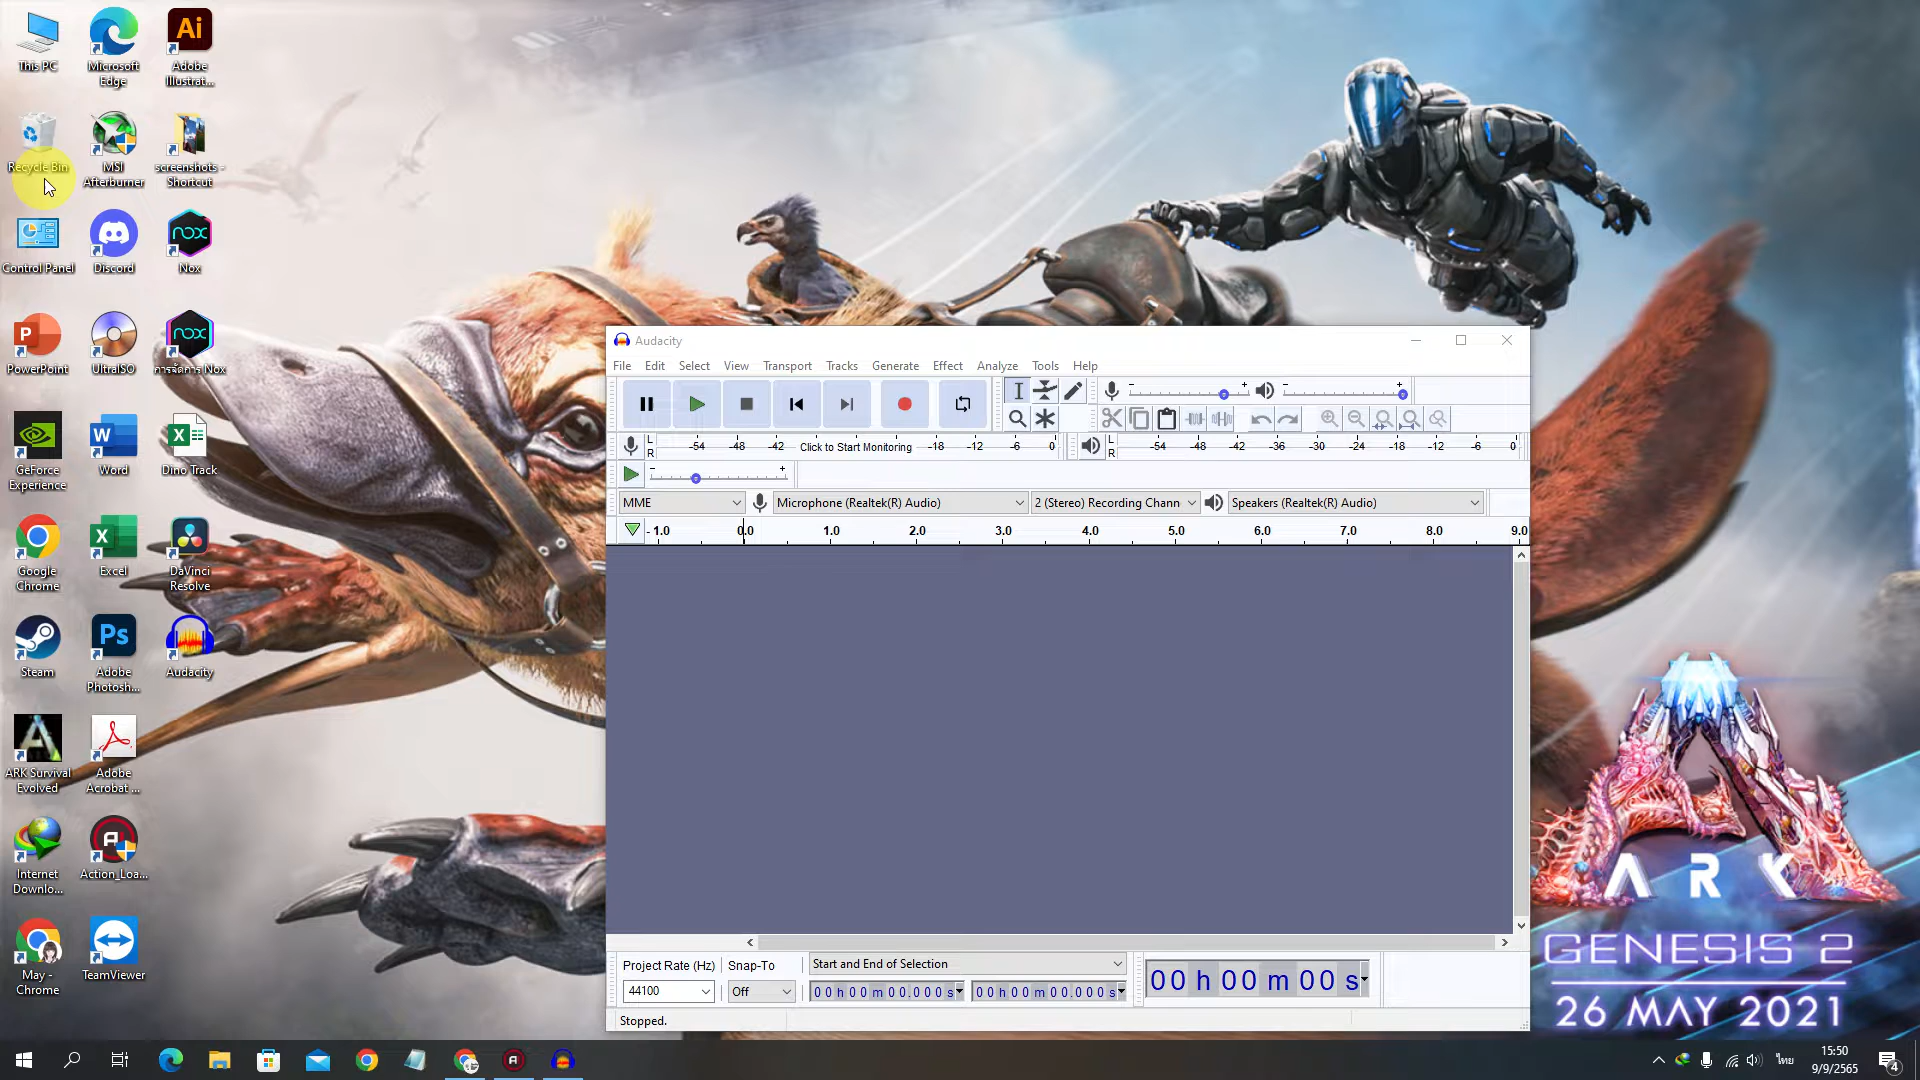 This PC
Microsoft
Edge
Ai
Adobe
Illustrat...
Recycle Bin
MSI
Afterburner
screenshots -
Shortcut
Control Panel
Discord
nox
Nox
P
PowerPoint
UltraISO
nox
การจัดการ Nox
GeForce
Experience
W
Word
X
Dino Track
Google
Chrome
X
Excel
DaVinci
Resolve
Steam
Ps
Adobe
Photosh...
Audacity
ARK Survival
Evolved
Adobe
Acrobat ...
Internet
Downlo...
Action_Loa...
May -
Chrome
TeamViewer
Audacity
File Edit Select View Transport Tracks Generate Effect Analyze Tools Help
L
R
-54 -48 -42 Click to Start Monitoring -18 -12 -6 0
L
R
-54 -48 -42 -36 -30 -24 -18 -12 -6 0
MME
Microphone (Realtek(R) Audio)
2 (Stereo) Recording Chann
Speakers (Realtek(R) Audio)
- 1.0 0.0 1.0 2.0 3.0 4.0 5.0 6.0 7.0 8.0 9.0
Project Rate (Hz)
Snap-To
Start and End of Selection
44100
Off
00 h 00 m 00.000 s
00 h 00 m 00.000 s
00 h 00 m 00 s
Stopped.
ARK
GENESIS 2
26 MAY 2021
ไทย
15:50
9/9/2565
4